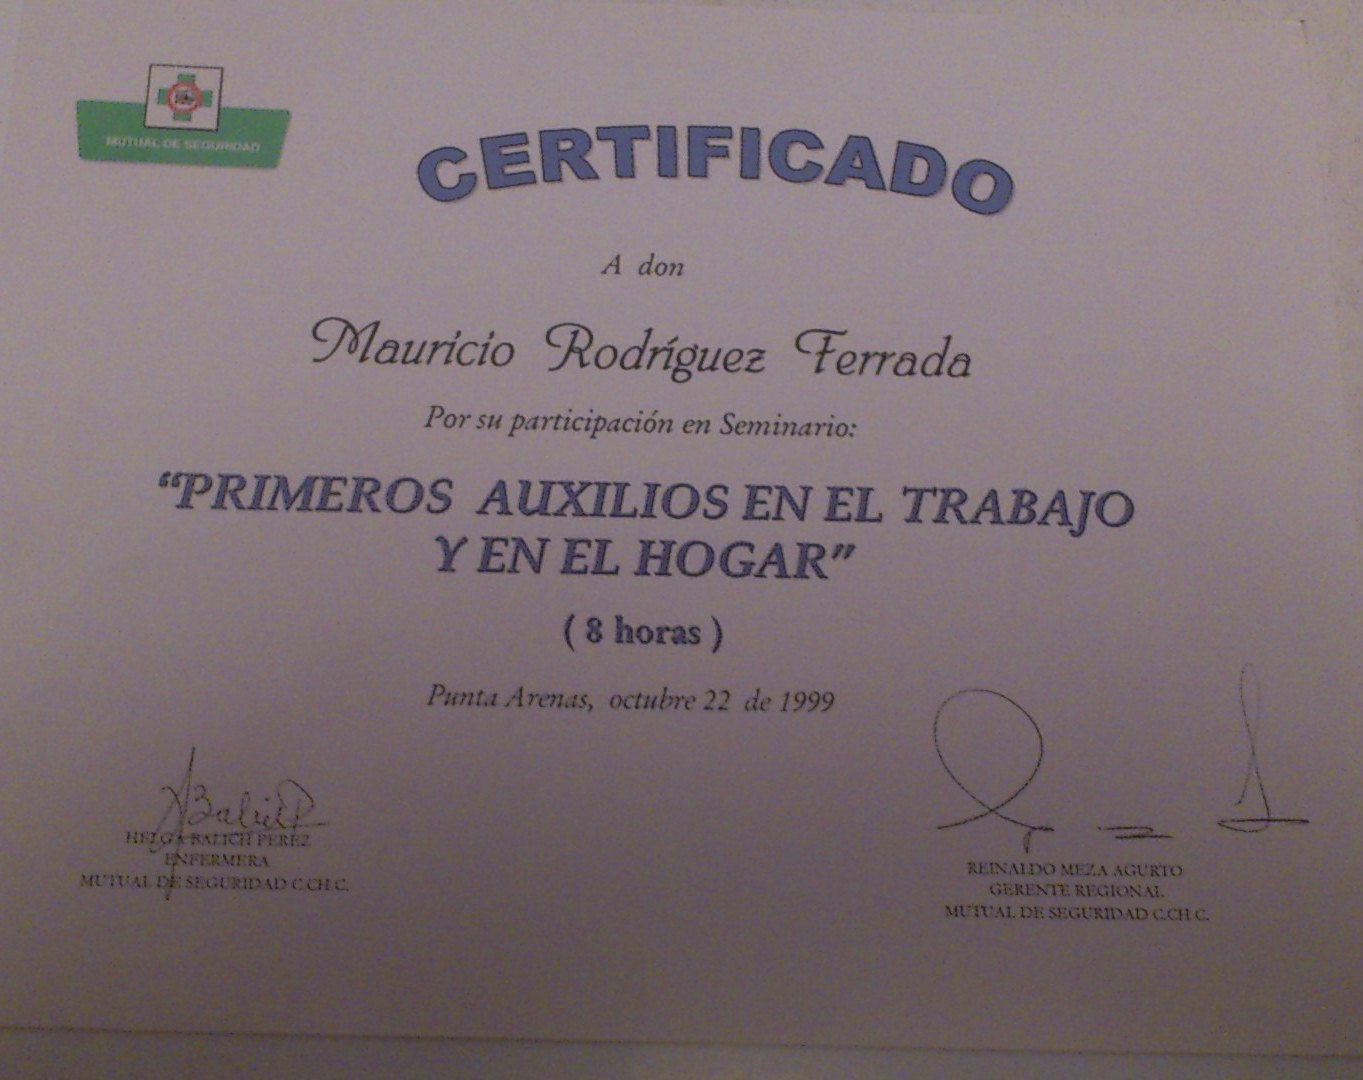 MUTUAL DE SEGURIDAD
CERTIFICADO
A don
Mauricio Rodríguez Ferrada
Por su participación en Seminario:
“PRIMEROS AUXILIOS EN EL TRABAJO
Y EN EL HOGAR”
( 8 horas )
Punta Arenas, octubre 22 de 1999
HELGA BALICH PEREZ
ENFERMERA
MUTUAL DE SEGURIDAD C.CH.C.
REINALDO MEZA AGURTO
GERENTE REGIONAL
MUTUAL DE SEGURIDAD C.CH.C.